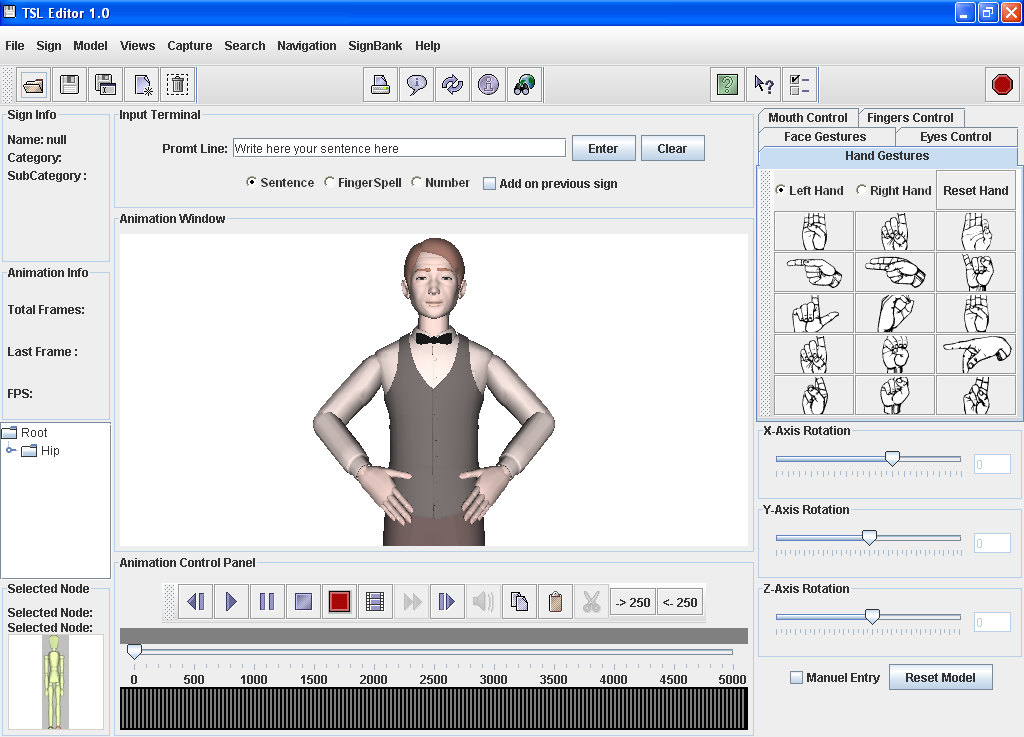 TSL Editor 1.0
File Sign Model Views Capture Search Navigation SignBank Help
Sign Info
Name: null
Category:
SubCategory :
Animation Info
Total Frames:
Last Frame :
FPS:
Root
Hip
Selected Node
Selected Node:
Selected Node:
Input Terminal
Promt Line: Write here your sentence here Enter Clear
Sentence FingerSpell Number Add on previous sign
Animation Window
Animation Control Panel
-> 250 <- 250
0 500 1000 1500 2000 2500 3000 3500 4000 4500 5000
Mouth Control Fingers Control
Face Gestures Eyes Control
Hand Gestures
Left Hand Right Hand Reset Hand
X-Axis Rotation
0
Y-Axis Rotation
0
Z-Axis Rotation
0
Manual Entry Reset Model